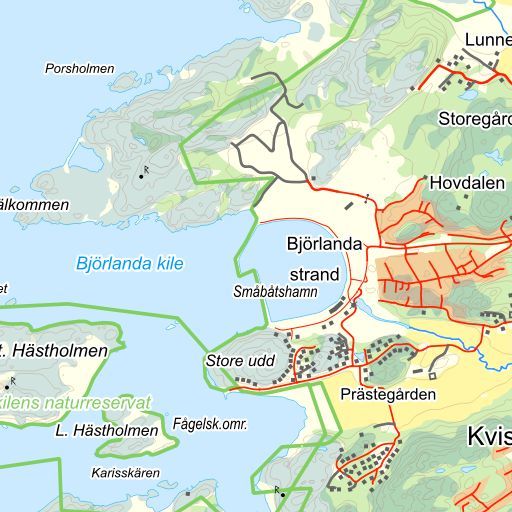 Lunne
Porsholmen
Storegård
Hovdalen
älkommen
Björlanda
strand
Björlanda kile
Småbåtshamn
et
t. Hästholmen
Store udd
kilens naturreservat
Prästegården
Fågelsk.omr.
L. Hästholmen
Kvis
Karisskären